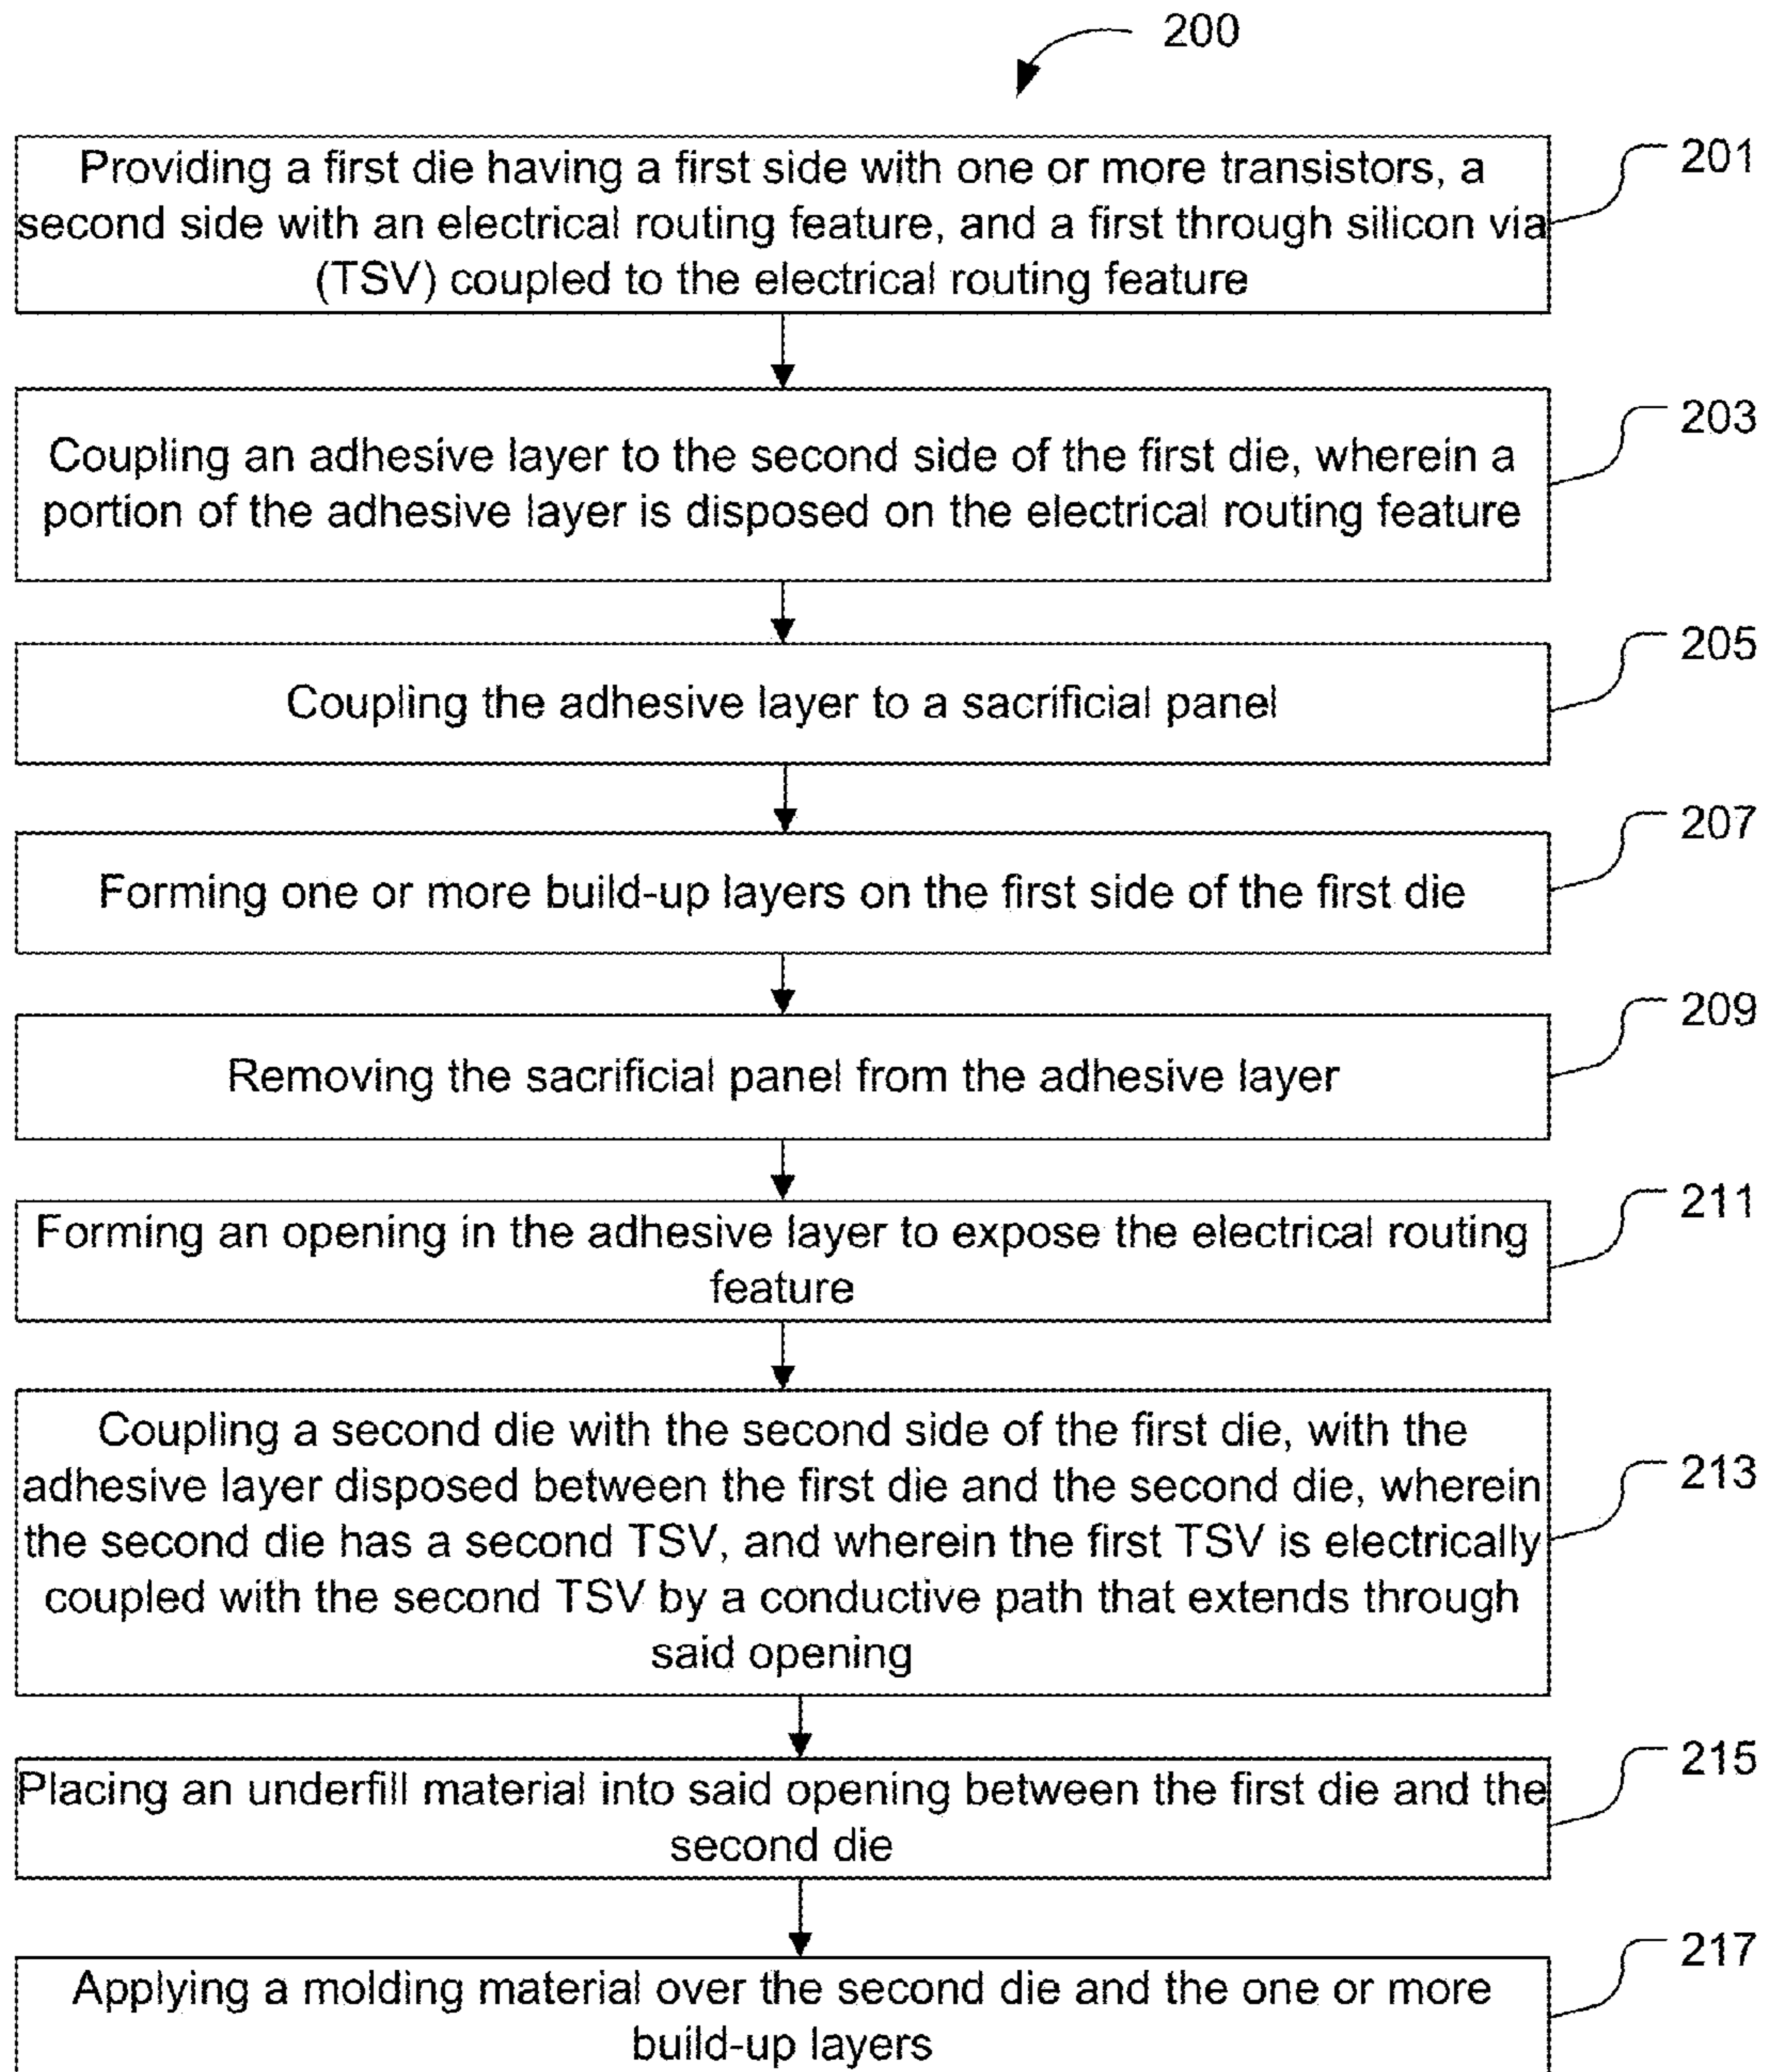 200
Providing a first die having a first side with one or more transistors, a
second side with an electrical routing feature, and a first through silicon via
(TSV) coupled to the electrical routing feature
201
Coupling an adhesive layer to the second side of the first die, wherein a
portion of the adhesive layer is disposed on the electrical routing feature
203
Coupling the adhesive layer to a sacrificial panel
205
Forming one or more build-up layers on the first side of the first die
207
Removing the sacrificial panel from the adhesive layer
209
Forming an opening in the adhesive layer to expose the electrical routing
feature
211
Coupling a second die with the second side of the first die, with the
adhesive layer disposed between the first die and the second die, wherein
the second die has a second TSV, and wherein the first TSV is electrically
coupled with the second TSV by a conductive path that extends through
said opening
213
Placing an underfill material into said opening between the first die and the
second die
215
Applying a molding material over the second die and the one or more
build-up layers
217